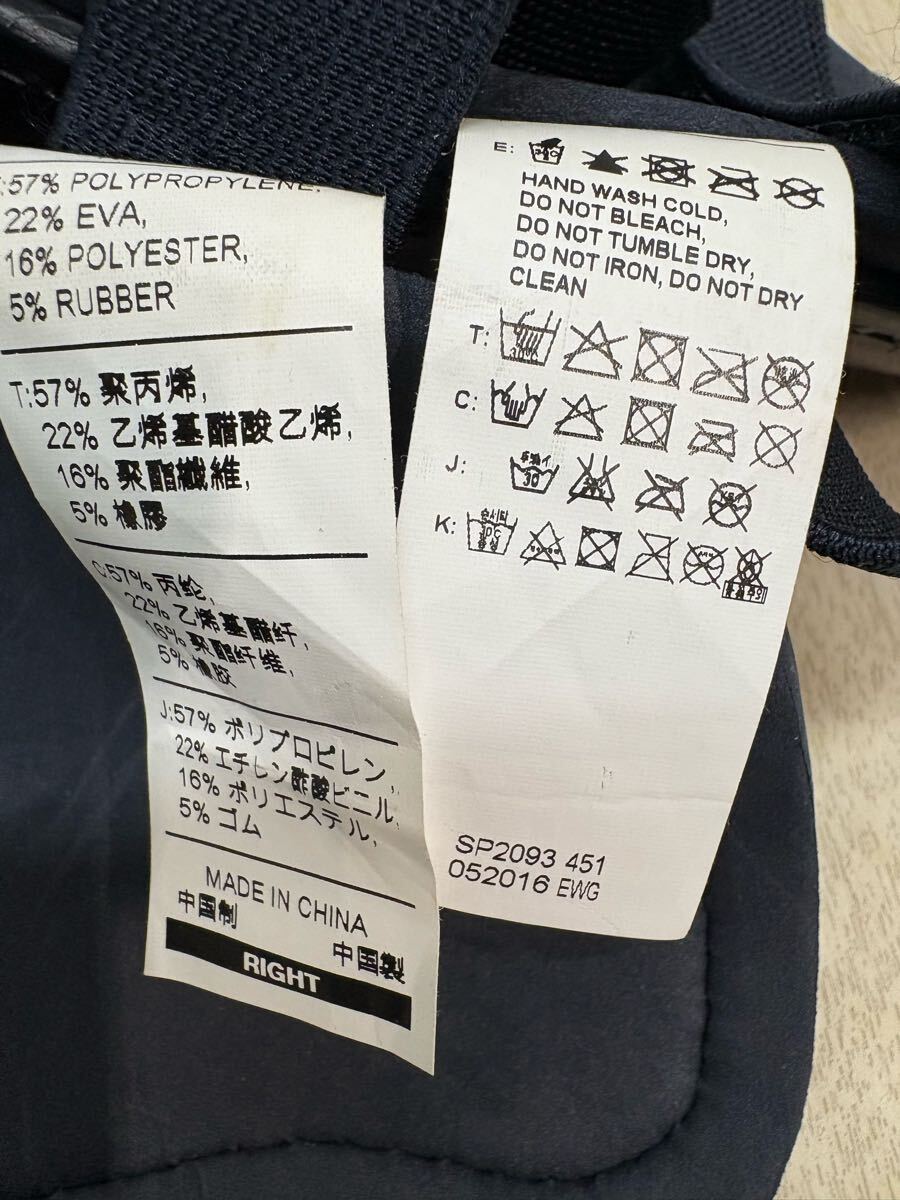 :57% POLYPROPYLENE,
22% EVA,
16% POLYESTER,
5% RUBBER
T:57% 聚丙烯,
22% 乙烯基醋酸乙烯,
16% 聚酯纖維,
5% 橡膠
C:57% 丙纶,
22% 乙烯基醋纤,
16% 聚酯纤维,
5% 橡胶
J:57% ポリプロピレン,
22% エチレン酢酸ビニル,
16% ポリエステル,
5% ゴム
MADE IN CHINA
中国制
中国製
RIGHT
E:
HAND WASH COLD,
DO NOT BLEACH,
DO NOT TUMBLE DRY,
DO NOT IRON, DO NOT DRY
CLEAN
T:
C:
J:
30
K:
SP2093 451
052016 EWG